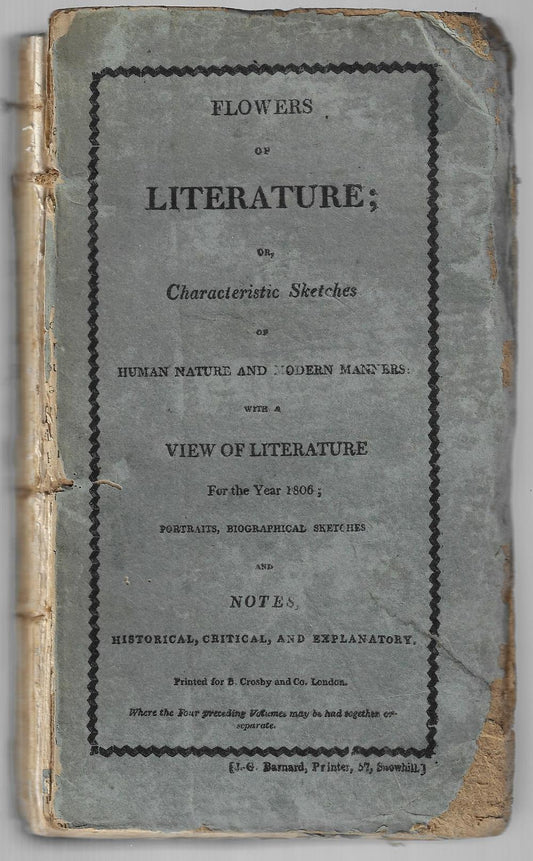 FLOWERS
OF
LITERATURE;
OR,
Characteristic Sketches
OF
HUMAN NATURE AND MODERN MANNERS:
WITH A
VIEW OF LITERATURE
For the Year 1806;
PORTRAITS, BIOGRAPHICAL SKETCHES
AND
NOTES,
HISTORICAL, CRITICAL, AND EXPLANATORY.
Printed for B. Crosby and Co. London.
Where the Four preceding Volumes may be had together or
separate.
[J. G. Barnard, Printer, 57, Snowhill.]